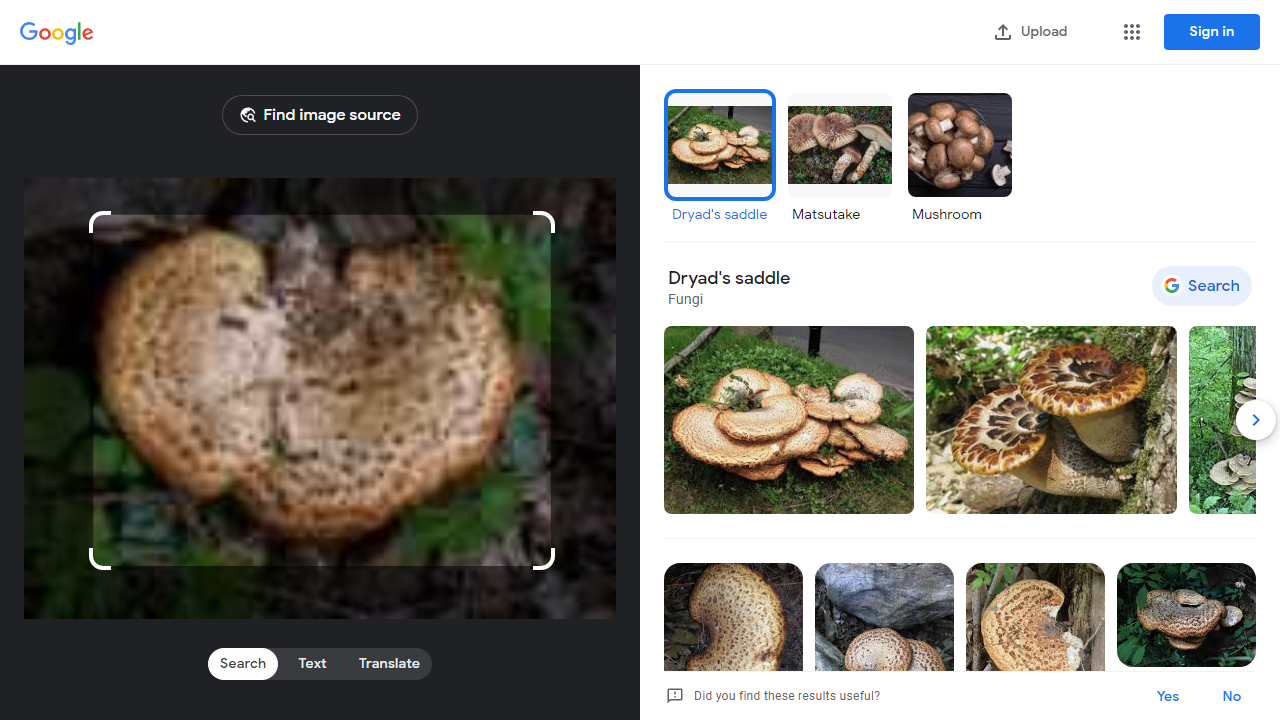 Google
Upload
Sign in
Find image source
Dryad's saddle
Matsutake
Mushroom
Dryad's saddle
Fungi
Search
Search
Text
Translate
Did you find these results useful?
Yes
No